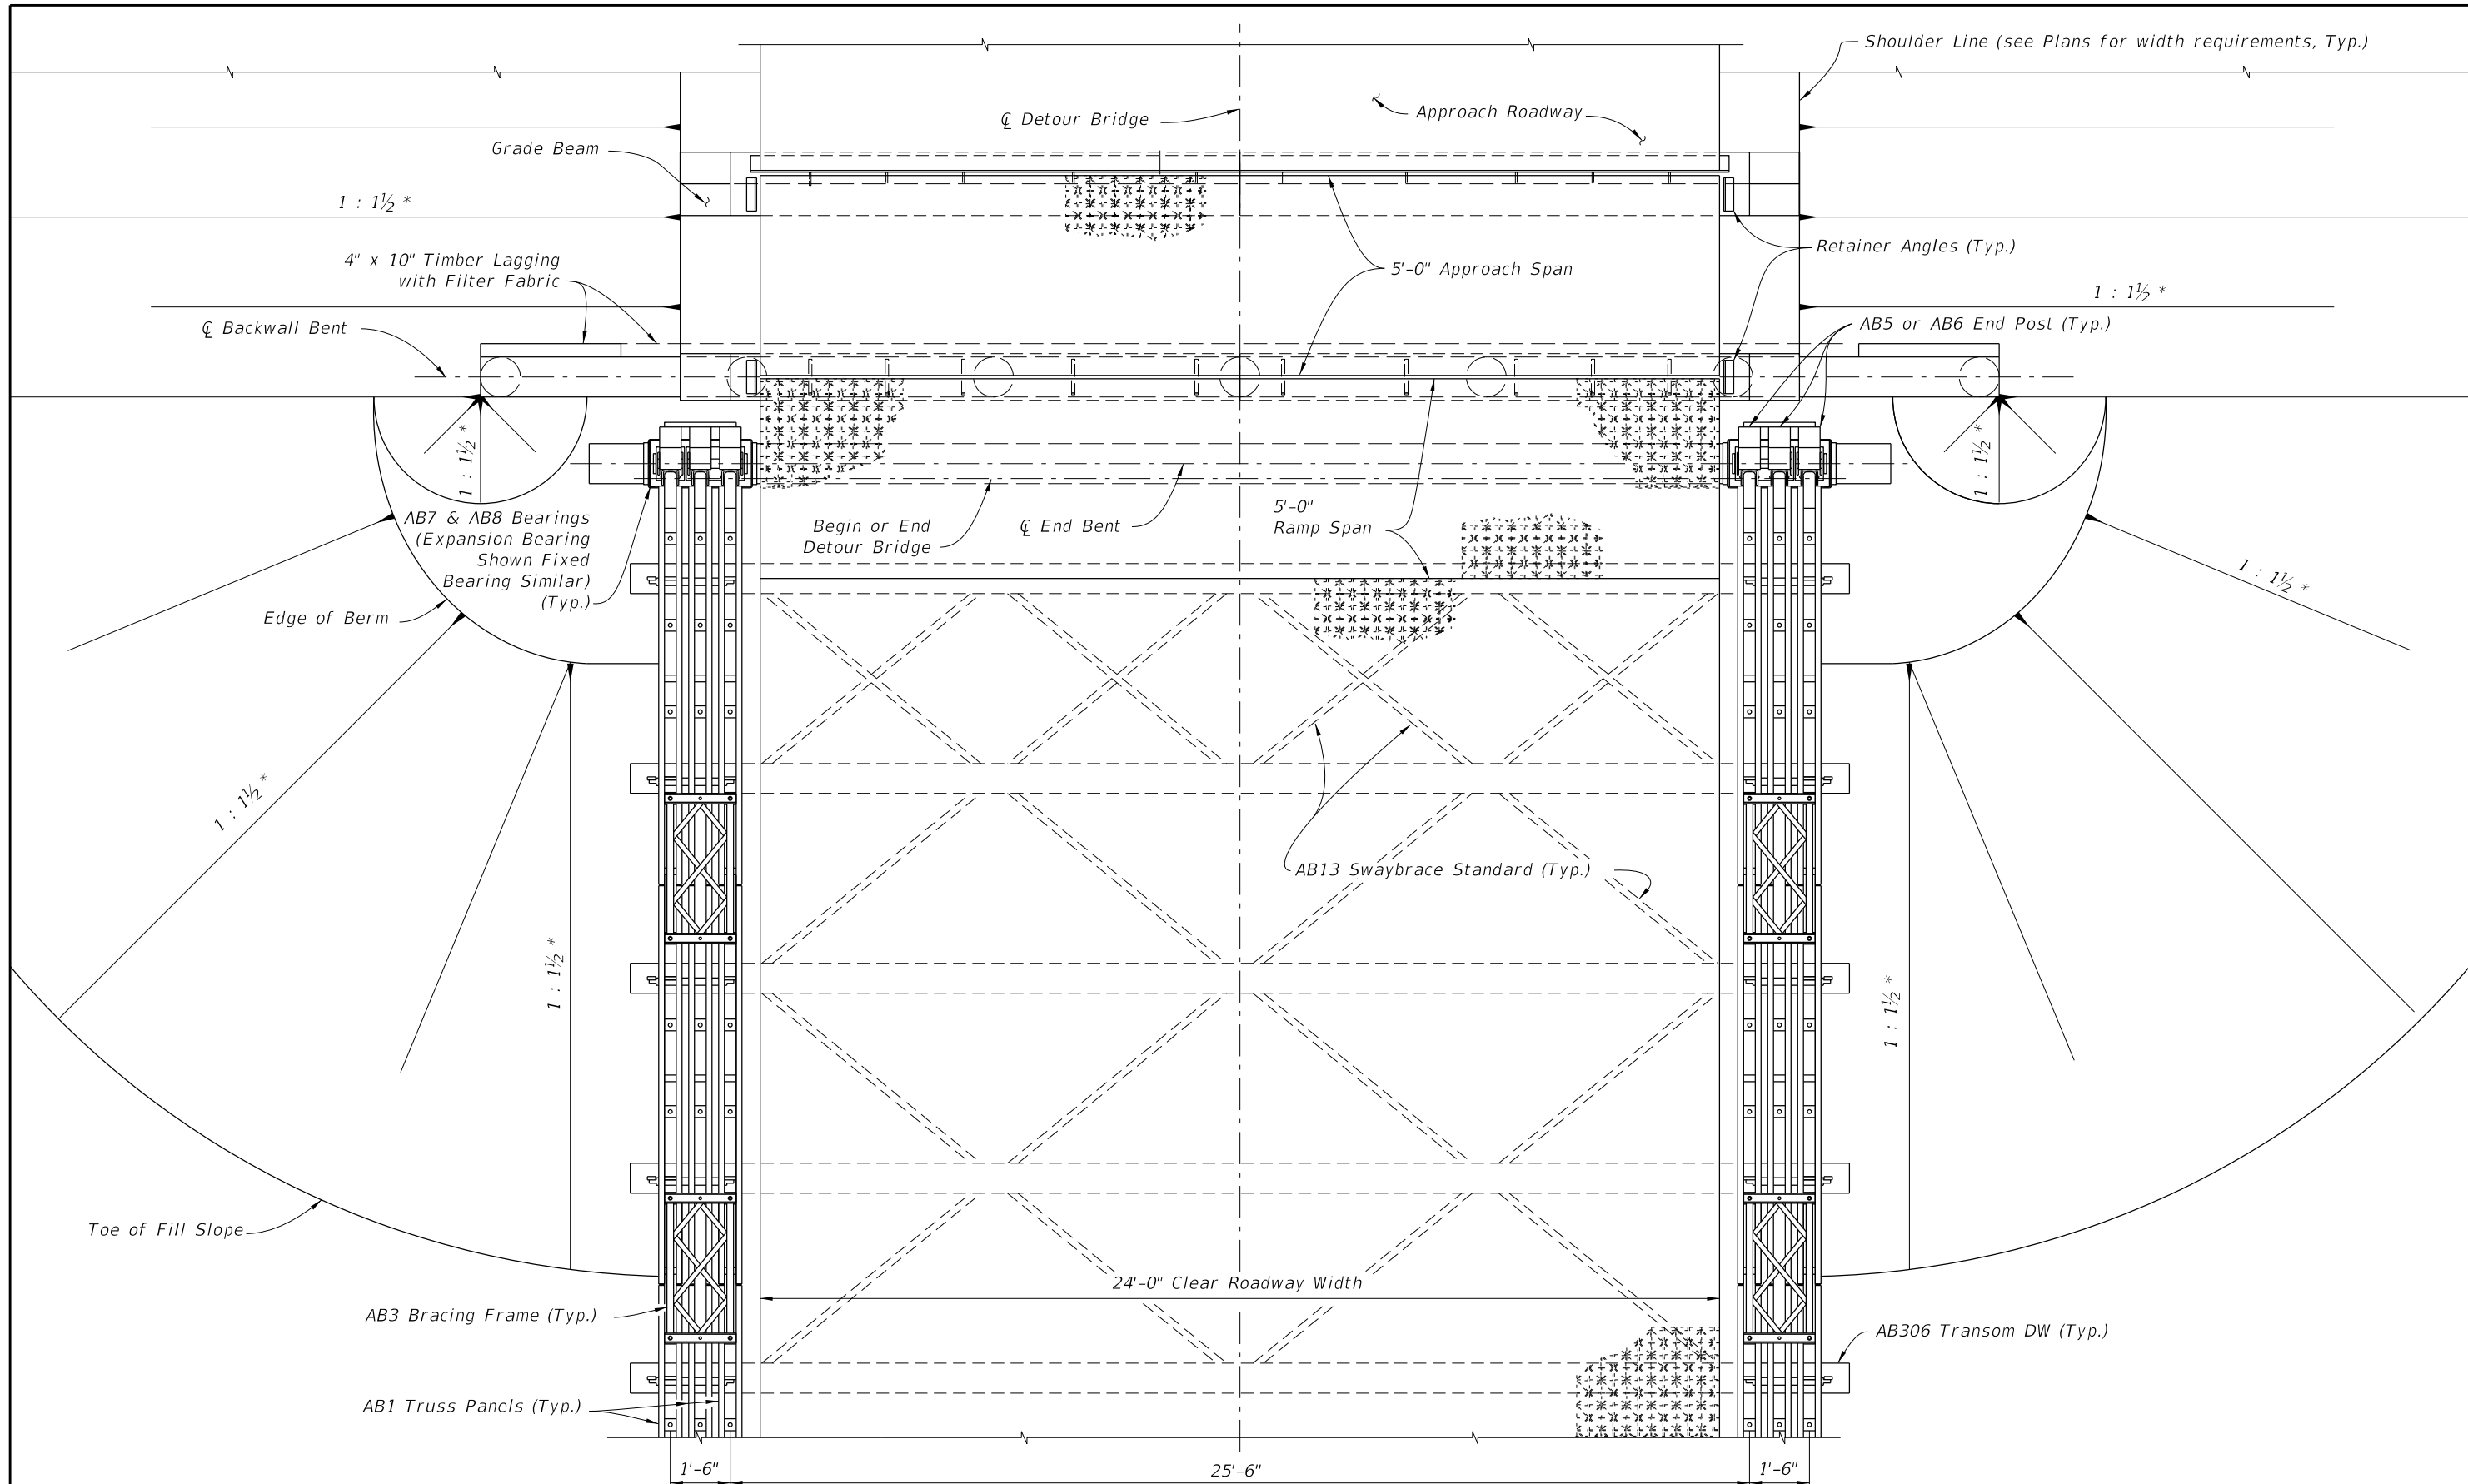 Shoulder Line (see Plans for width requirements, Typ.)
℄ Detour Bridge
Approach Roadway
Grade Beam
1 : 1½ *
Retainer Angles (Typ.)
4" x 10" Timber Lagging
with Filter Fabric
5'-0" Approach Span
1 : 1½ *
℄ Backwall Bent
AB5 or AB6 End Post (Typ.)
1 : 1½ *
1 : 1½ *
AB7 & AB8 Bearings
(Expansion Bearing
Shown Fixed
Bearing Similar)
(Typ.)
Begin or End
Detour Bridge
℄ End Bent
5'-0"
Ramp Span
1 : 1½ *
Edge of Berm
1 : 1½ *
AB13 Swaybrace Standard (Typ.)
1 : 1½ *
1 : 1½ *
Toe of Fill Slope
24'-0" Clear Roadway Width
AB3 Bracing Frame (Typ.)
AB306 Transom DW (Typ.)
AB1 Truss Panels (Typ.)
1'-6"
25'-6"
1'-6"